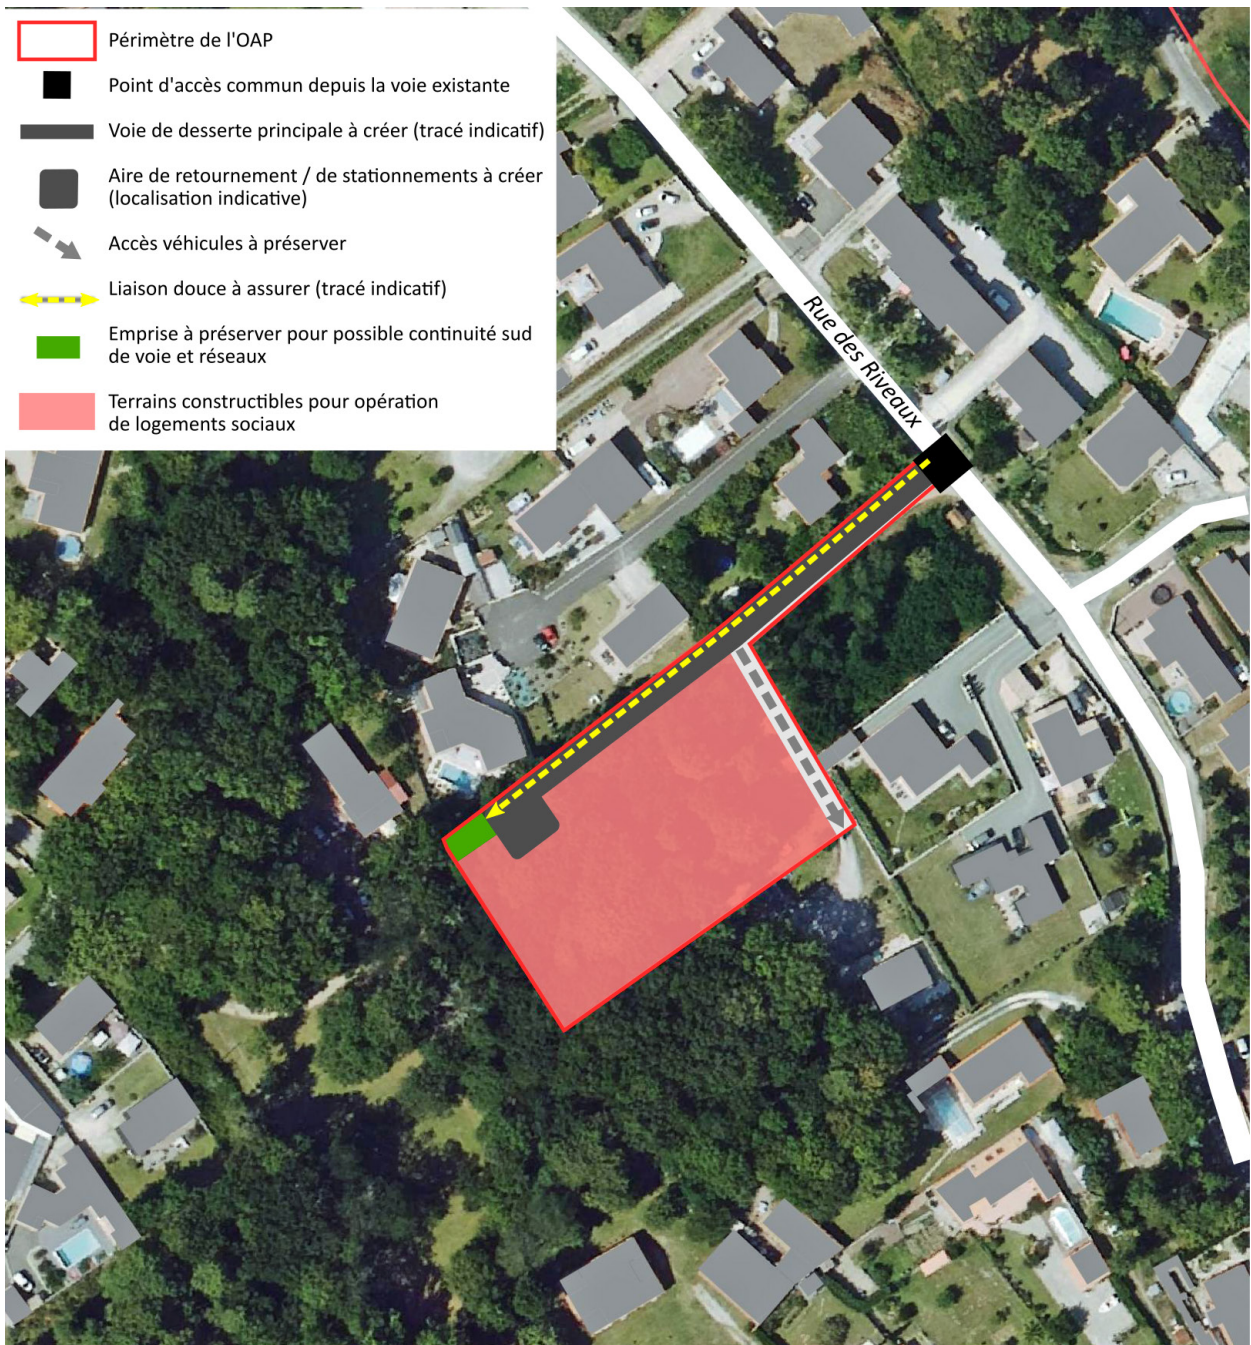 Périmètre de l'OAP
Point d'accès commun depuis la voie existante
Voie de desserte principale à créer (tracé indicatif)
Aire de retournement / de stationnements à créer
(localisation indicative)
Accès véhicules à préserver
Liaison douce à assurer (tracé indicatif)
Emprise à préserver pour possible continuité sud
de voie et réseaux
Terrains constructibles pour opération
de logements sociaux
Rue des Riveaux